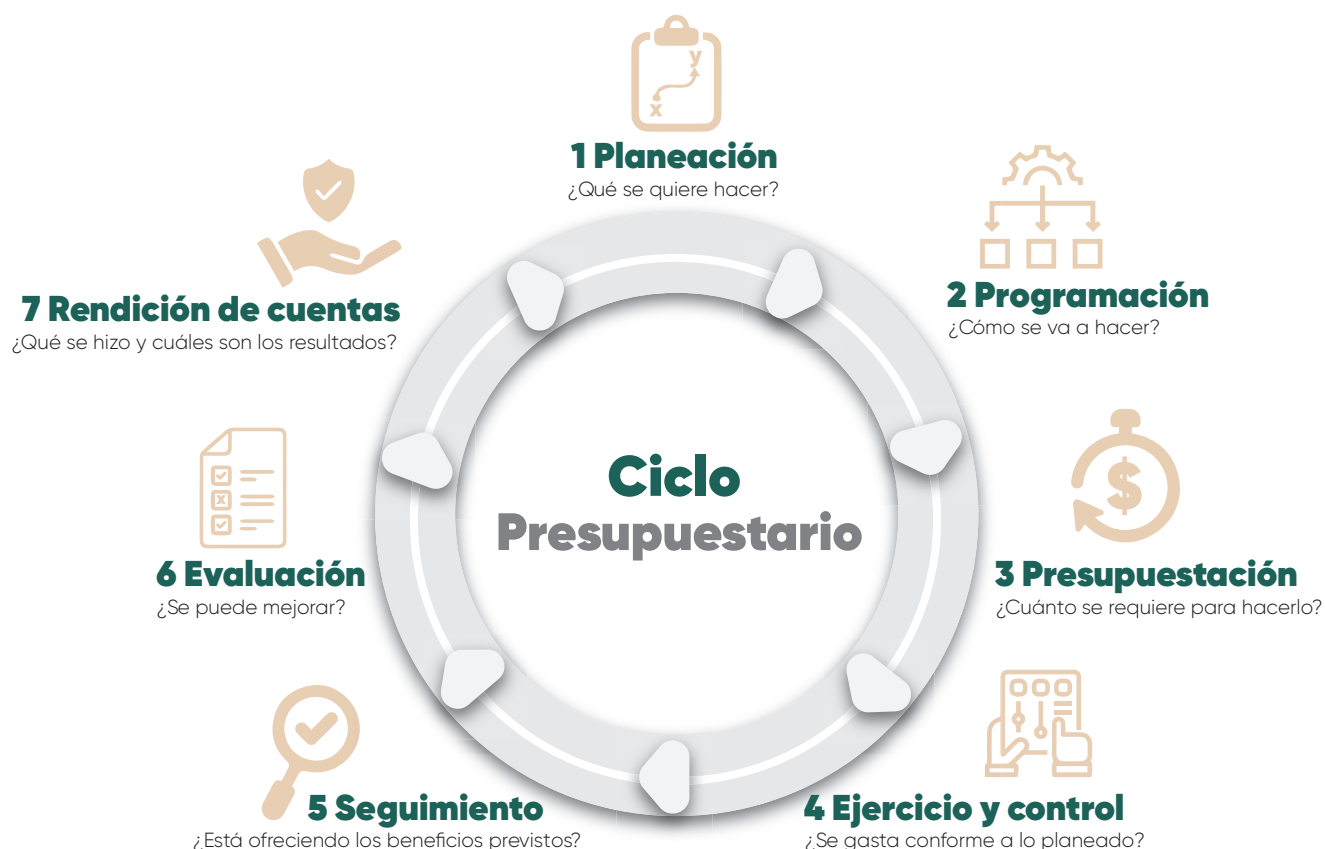 y
x
1 Planeación
¿Qué se quiere hacer?
2 Programación
¿Cómo se va a hacer?
$
3 Presupuestación
¿Cuánto se requiere para hacerlo?
4 Ejercicio y control
¿Se gasta conforme a lo planeado?
5 Seguimiento
¿Está ofreciendo los beneficios previstos?
6 Evaluación
¿Se puede mejorar?
7 Rendición de cuentas
¿Qué se hizo y cuáles son los resultados?
Ciclo
Presupuestario